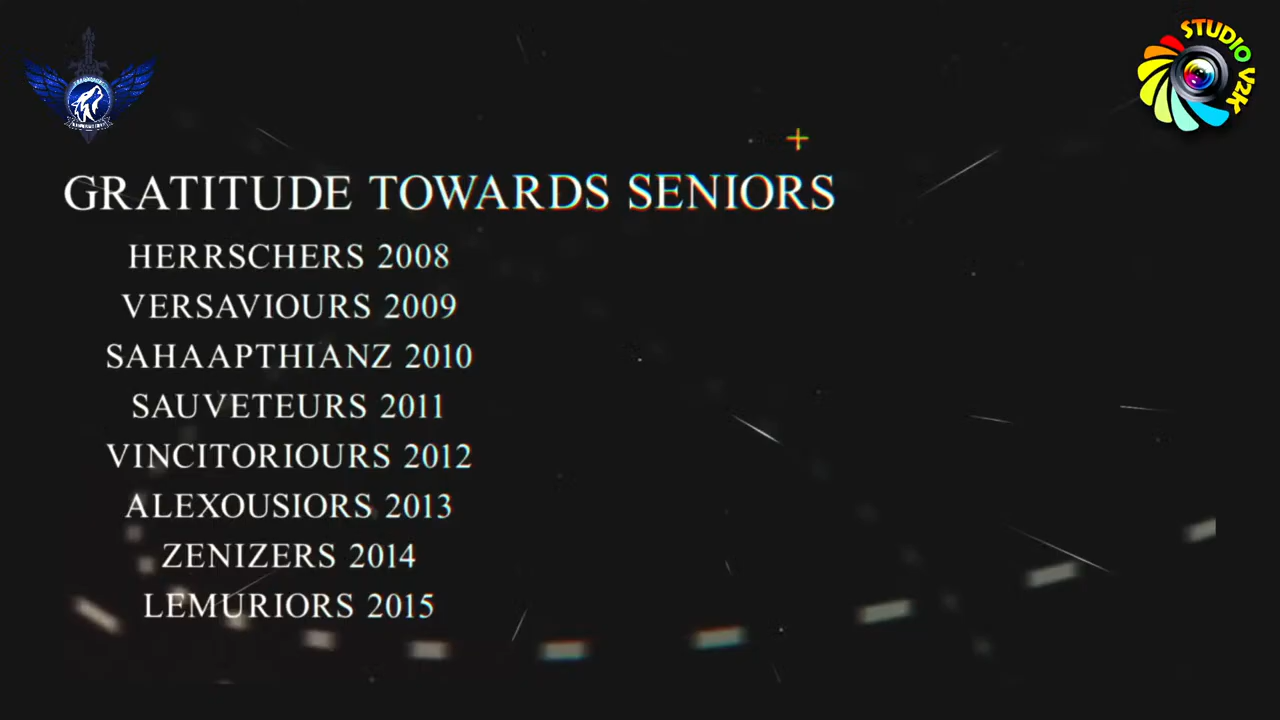 STUDIO V2K
GRATITUDE TOWARDS SENIORS
HERRSCHERS 2008
VERSAVIOURS 2009
SAHAAPTHIANZ 2010
SAUVETEURS 2011
VINCITORIOURS 2012
ALEXOUSIORS 2013
ZENIZERS 2014
LEMURIORS 2015